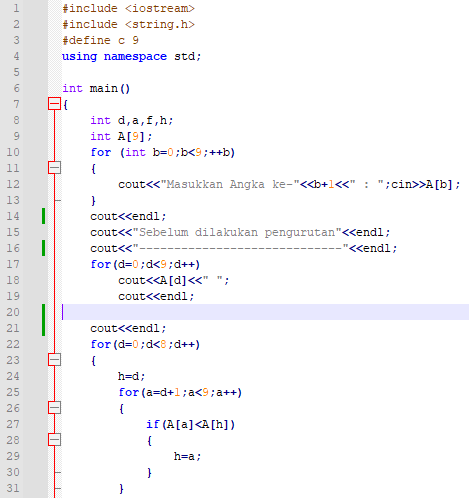 1 #include <iostream>
2 #include <string.h>
3 #define c 9
4 using namespace std;
5
6 int main()
7 {
8 int d,a,f,h;
9 int A[9];
10 for (int b=0;b<9;++b)
11 {
12 cout<<"Masukkan Angka ke-"<<b+1<<" : ";cin>>A[b];
13 }
14 cout<<endl;
15 cout<<"Sebelum dilakukan pengurutan"<<endl;
16 cout<<"-----------------------------"<<endl;
17 for(d=0;d<9;d++)
18 cout<<A[d]<<" ";
19 cout<<endl;
20
21 cout<<endl;
22 for(d=0;d<8;d++)
23 {
24 h=d;
25 for(a=d+1;a<9;a++)
26 {
27 if(A[a]<A[h])
28 {
29 h=a;
30 }
31 }